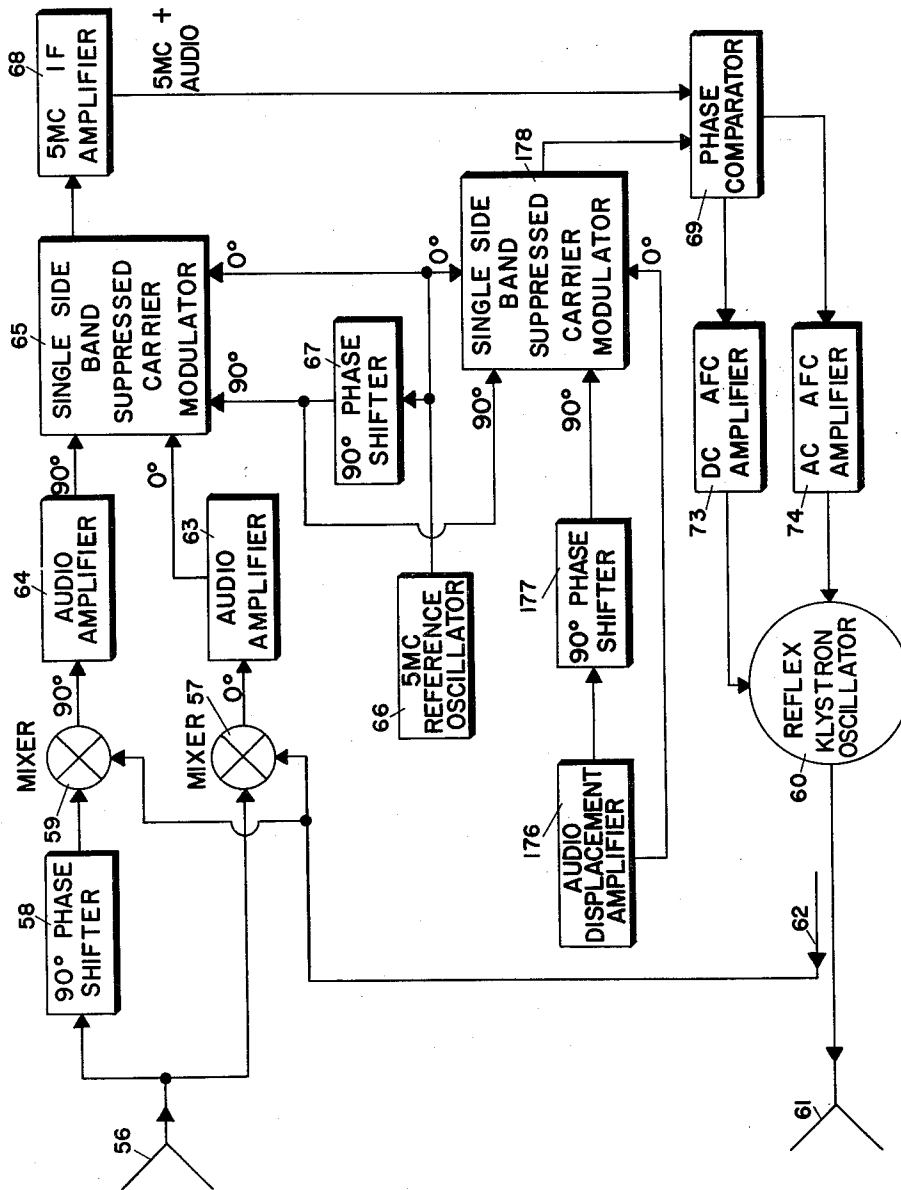 56
58
90° PHASE
SHIFTER
MIXER
59
90°
64
AUDIO
AMPLIFIER
90°
65
SINGLE SIDE
BAND
SUPPRESSED
CARRIER
MODULATOR
68
5MC IF
AMPLIFIER
5MC +
AUDIO
MIXER 57
0°
63
AUDIO
AMPLIFIER
0°
90°
0°
67
90° PHASE
SHIFTER
66
5MC
REFERENCE
OSCILLATOR
90°
0°
178
SINGLE SIDE
BAND
SUPPRESSED
CARRIER
MODULATOR
90°
0°
176
AUDIO
DISPLACEMENT
AMPLIFIER
177
90° PHASE
SHIFTER
69
PHASE
COMPARATOR
61
62
60
REFLEX
KLYSTRON
OSCILLATOR
73
DC AFC
AMPLIFIER
74
AC AFC
AMPLIFIER